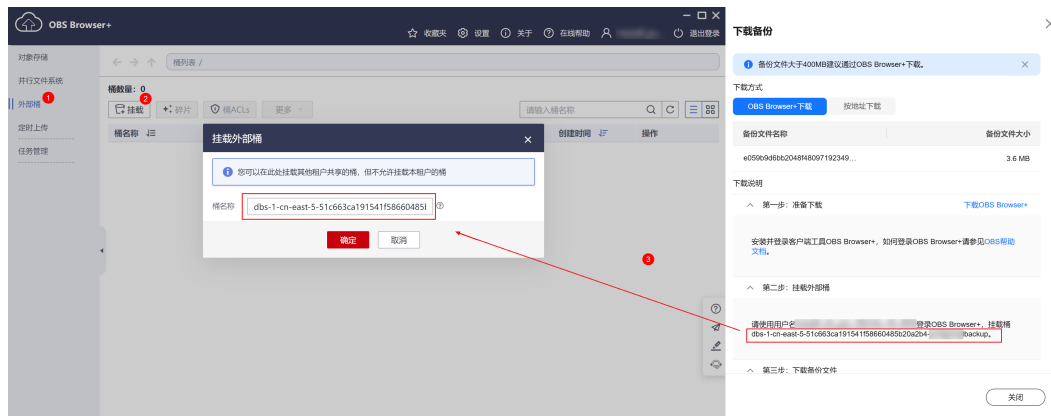 OBS Browser+
收藏夹 设置 关于 在线帮助 退出登录
对象存储
并行文件系统
外部桶 1
定时上传
任务管理
桶列表 /
桶数量：0
2
挂载 碎片 桶ACLs 更多
请输入桶名称
桶名称 创建时间 操作
挂载外部桶
您可以在此处挂载其他租户共享的桶，但不允许挂载本租户的桶
桶名称 dbs-1-cn-east-5-51c663ca191541f58660485l
确定 取消
3
下载备份
备份文件大于400MB建议通过OBS Browser+下载。
下载方式
OBS Browser+下载 按地址下载
备份文件名称 备份文件大小
e059b9d6bb2048f48097192349... 3.6 MB
下载说明
第一步：准备下载 下载OBS Browser+
安装并登录客户端工具OBS Browser+，如何登录OBS Browser+请参见OBS帮助
文档。
第二步：挂载外部桶
请使用用户名 登录OBS Browser+，挂载桶
dbs-1-cn-east-5-51c663ca191541f58660485b20a2b4- backup。
第三步：下载备份文件
关闭